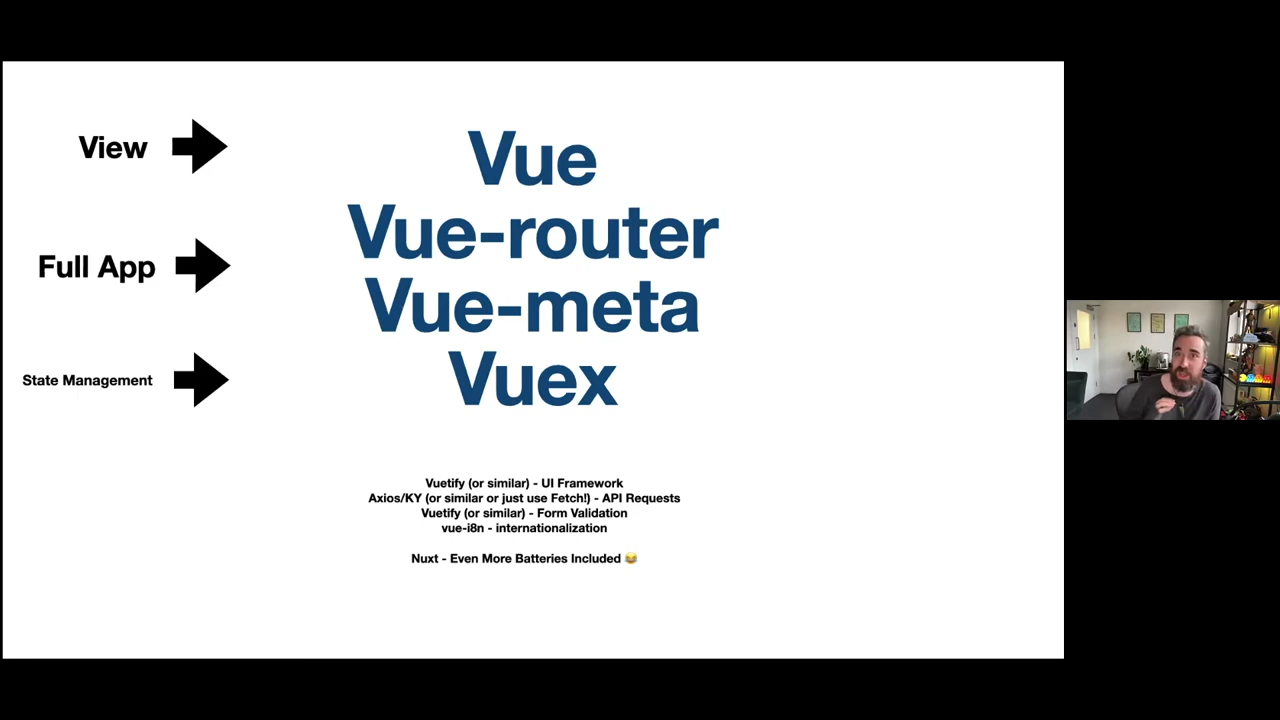 View
Vue
Vue-router
Full App
Vue-meta
State Management
Vuex
Vuetify (or similar) - UI Framework
Axios/KY (or similar or just use Fetch!) - API Requests
Vuetify (or similar) - Form Validation
vue-i8n - internationalization
Nuxt - Even More Batteries Included 😂